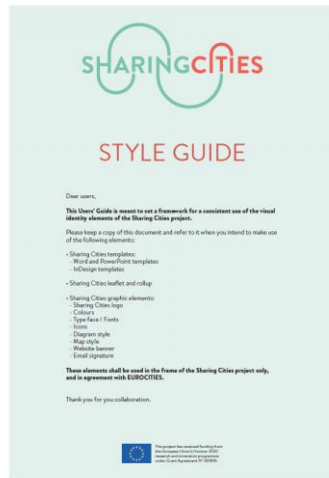 SHARINGCITIES
STYLE GUIDE
Dear users,
This Users' Guide is meant to set a framework for a consistent use of the visual
identity elements of the Sharing Cities project.
Please keep a copy of this document and refer to it when you intend to make use
of the following elements:
• Sharing Cities templates:
- Word and PowerPoint templates
- InDesign templates
• Sharing Cities leaflet and rollup
• Sharing Cities graphic elements:
- Sharing Cities logo
- Colours
- Type face / Fonts
- Icons
- Diagram style
- Map style
- Website banner
- Email signature
These elements shall be used in the frame of the Sharing Cities project only,
and in agreement with EUROCITIES.
Thank you for you collaboration.
This project has received funding from
the European Union's Horizon 2020
research and innovation programme
under Grant Agreement N°